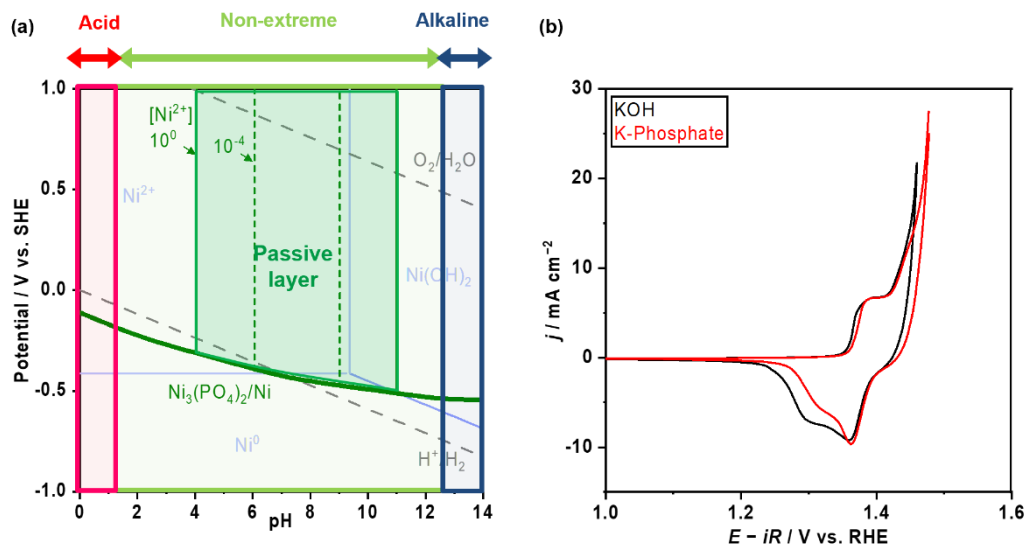 (a)
Acid
Non-extreme
Alkaline
Potential / V vs. SHE
1.0
0.5
0.0
-0.5
-1.0
[Ni²⁺]
10⁰
10⁻⁴
Ni²⁺
O₂/H₂O
Passive
layer
Ni(OH)₂
Ni₃(PO₄)₂/Ni
Ni⁰
H⁺/H₂
0
2
4
6
8
10
12
14
pH
(b)
KOH
K-Phosphate
j / mA cm⁻²
30
20
10
0
-10
1.0
1.2
1.4
1.6
E − iR / V vs. RHE